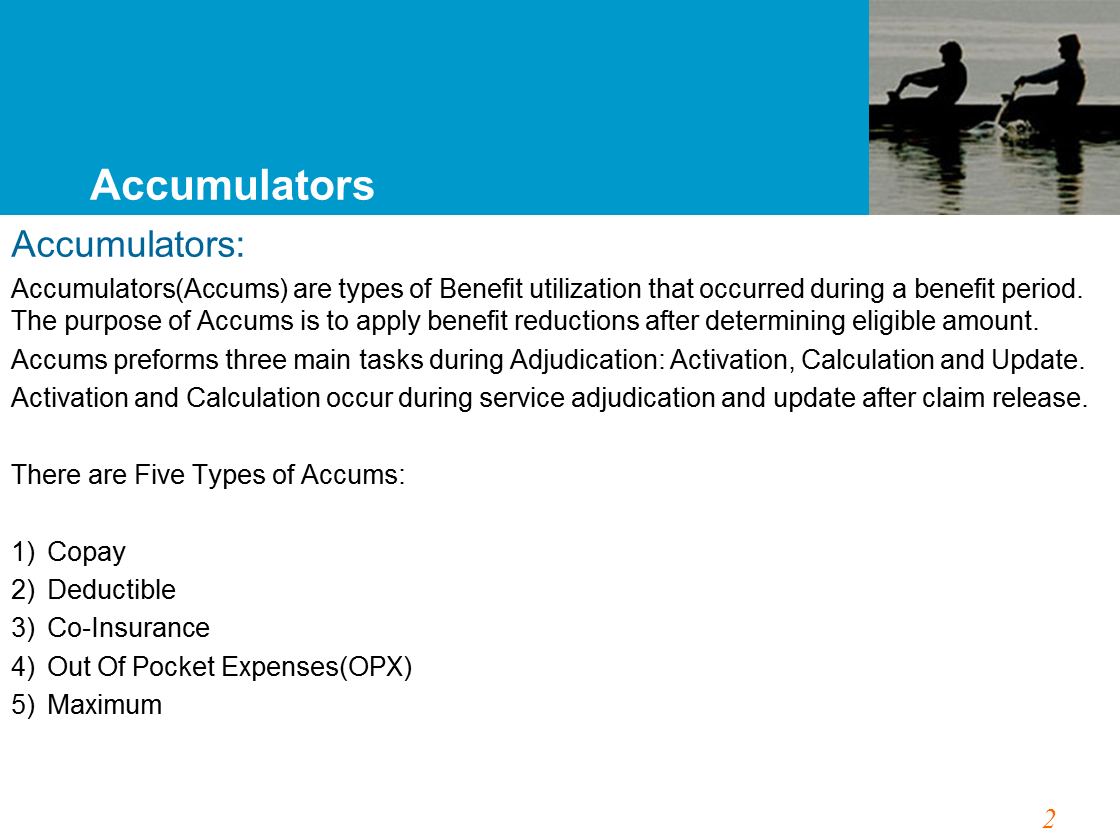 Accumulators
Accumulators:
Accumulators(Accums) are types of Benefit utilization that occurred during a benefit period.
The purpose of Accums is to apply benefit reductions after determining eligible amount.
Accums preforms three main tasks during Adjudication: Activation, Calculation and Update.
Activation and Calculation occur during service adjudication and update after claim release.
There are Five Types of Accums:
1) Copay
2) Deductible
3) Co-Insurance
4) Out Of Pocket Expenses(OPX)
5) Maximum
2